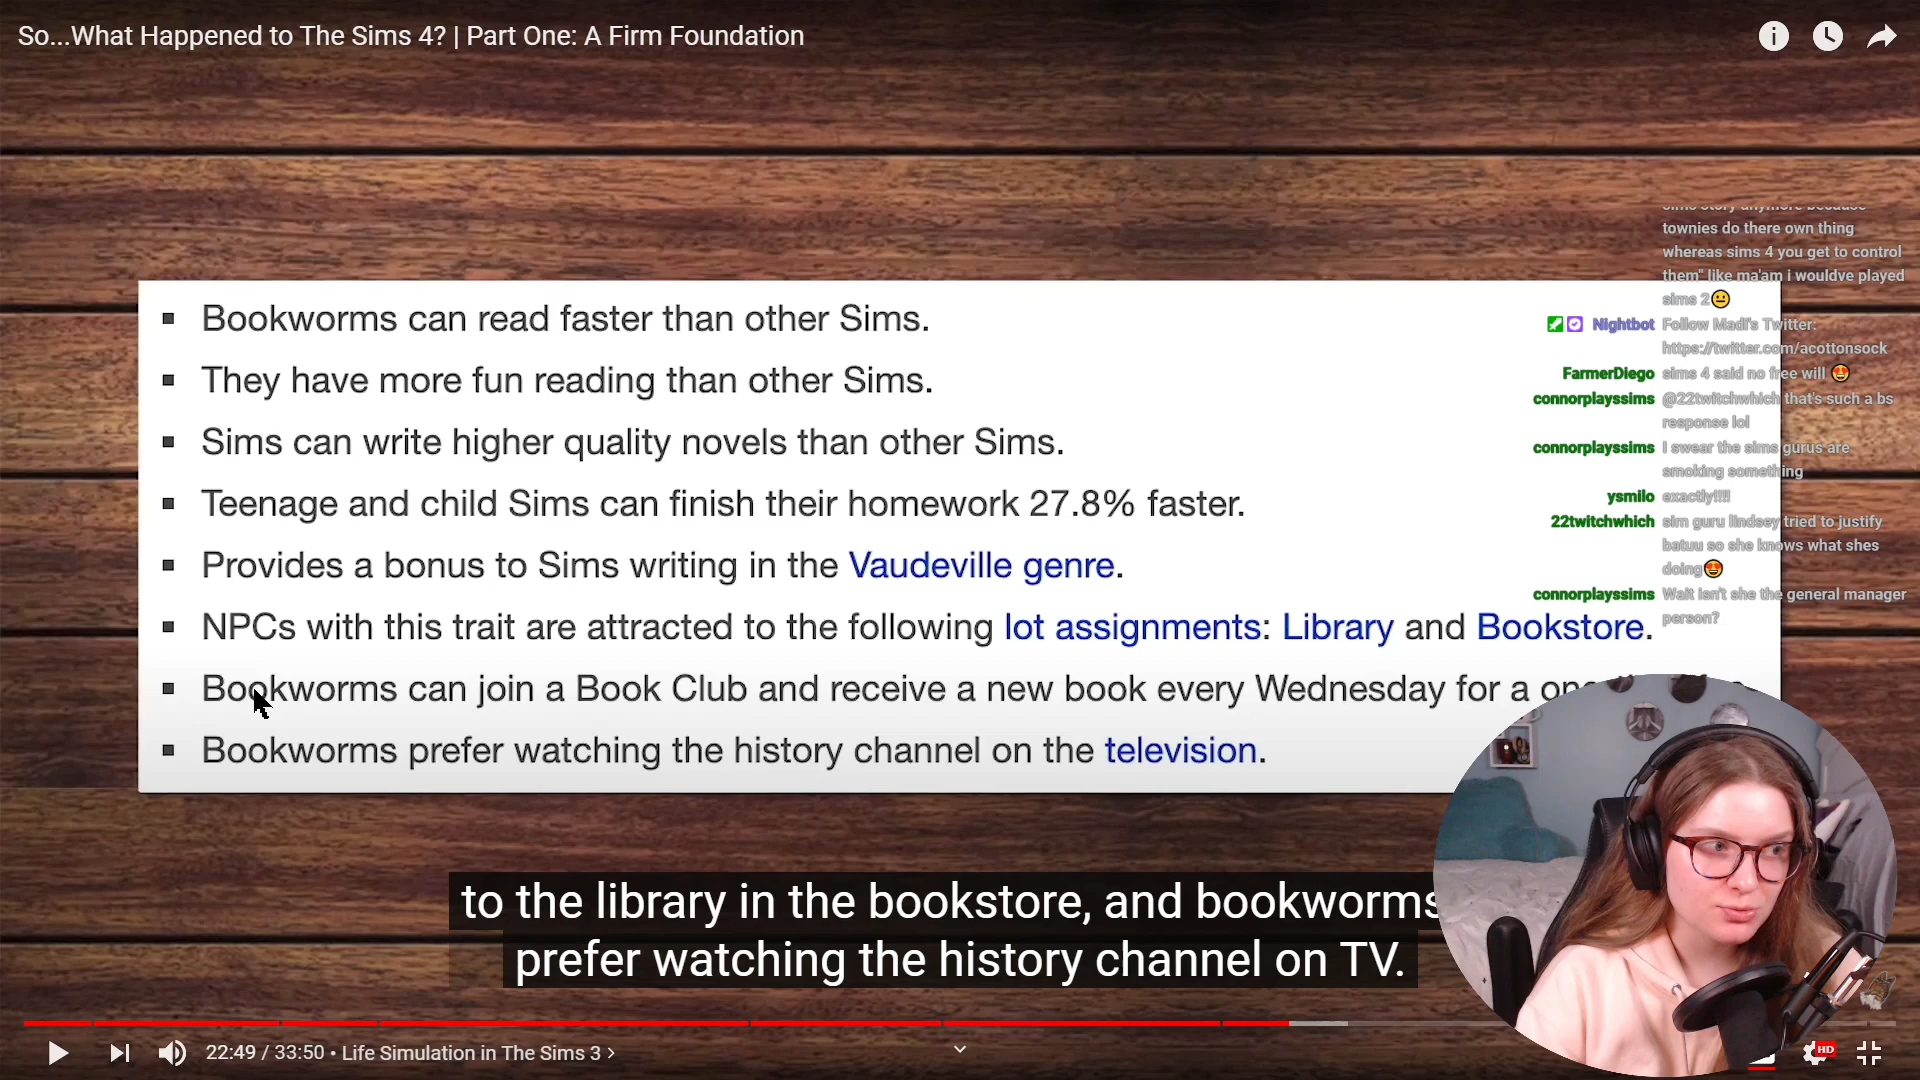 So...What Happened to The Sims 4? | Part One: A Firm Foundation
townies do there own thing
whereas sims 4 you get to control
them" like ma'am i wouldve played
sims 2😐
Nightbot Follow Madi's Twitter:
https://twitter.com/acottonsock
FarmerDiego sims 4 said no free will 🤩
connorplayssims @22twitchwhich that's such a bs
response lol
connorplayssims I swear the sims gurus are
smoking something
ysmilo exactly!!!!
22twitchwhich sim guru lindsey tried to justify
batuu so she knows what shes
doing🤩
connorplayssims Wait isn't she the general manager
person?
▪ Bookworms can read faster than other Sims.
▪ They have more fun reading than other Sims.
▪ Sims can write higher quality novels than other Sims.
▪ Teenage and child Sims can finish their homework 27.8% faster.
▪ Provides a bonus to Sims writing in the Vaudeville genre.
▪ NPCs with this trait are attracted to the following lot assignments: Library and Bookstore.
▪ Bookworms can join a Book Club and receive a new book every Wednesday for a
▪ Bookworms prefer watching the history channel on the television.
to the library in the bookstore, and bookworms
prefer watching the history channel on TV.
22:49 / 33:50 • Life Simulation in The Sims 3 >
HD